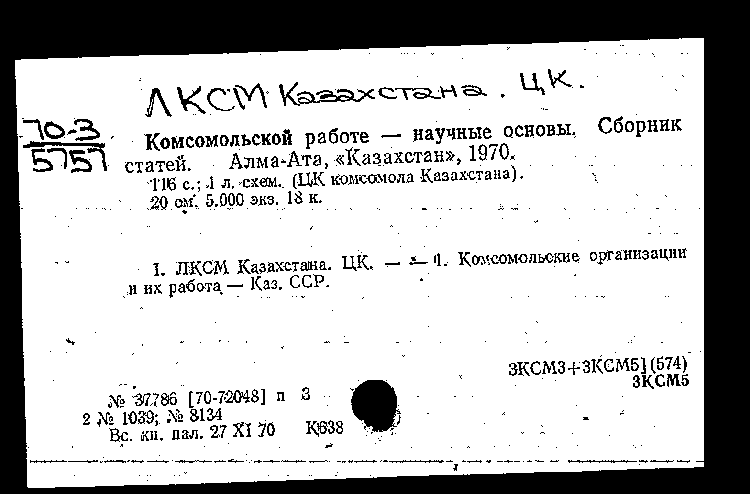 ЛКСМ Казахстана. ЦК.
70-3
5757
Комсомольской работе — научные основы. Сборник
статей. Алма-Ата, «Казахстан», 1970.
116 с.; 1 л. схем. (ЦК комсомола Казахстана).
20 см. 5.000 экз. 18 к.
I. ЛКСМ Казахстана. ЦК. — — 1. Комсомольские организации
и их работа — Каз. ССР.
3КСМ3+3КСМ5](574)
3КСМ5
№ 37786 [70-72048] п 3
2 № 1039; № 8134
Вс. кн. пал. 27 XI 70 К638